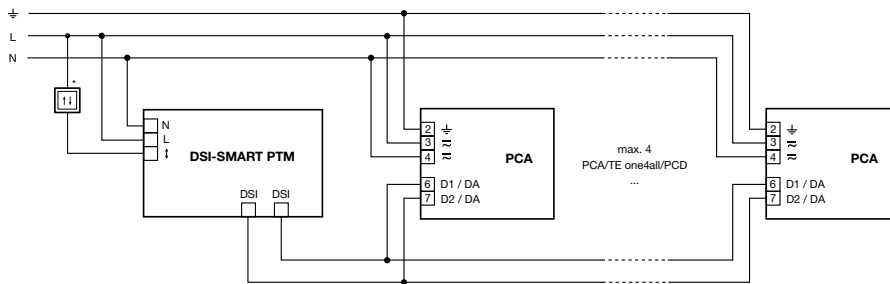 L
N
*
N
L
DSI-SMART PTM
DSI
DSI
2
3
4
PCA
6
D1 / DA
7
D2 / DA
max. 4
PCA/TE one4all/PCD
...
2
3
4
PCA
6
D1 / DA
7
D2 / DA